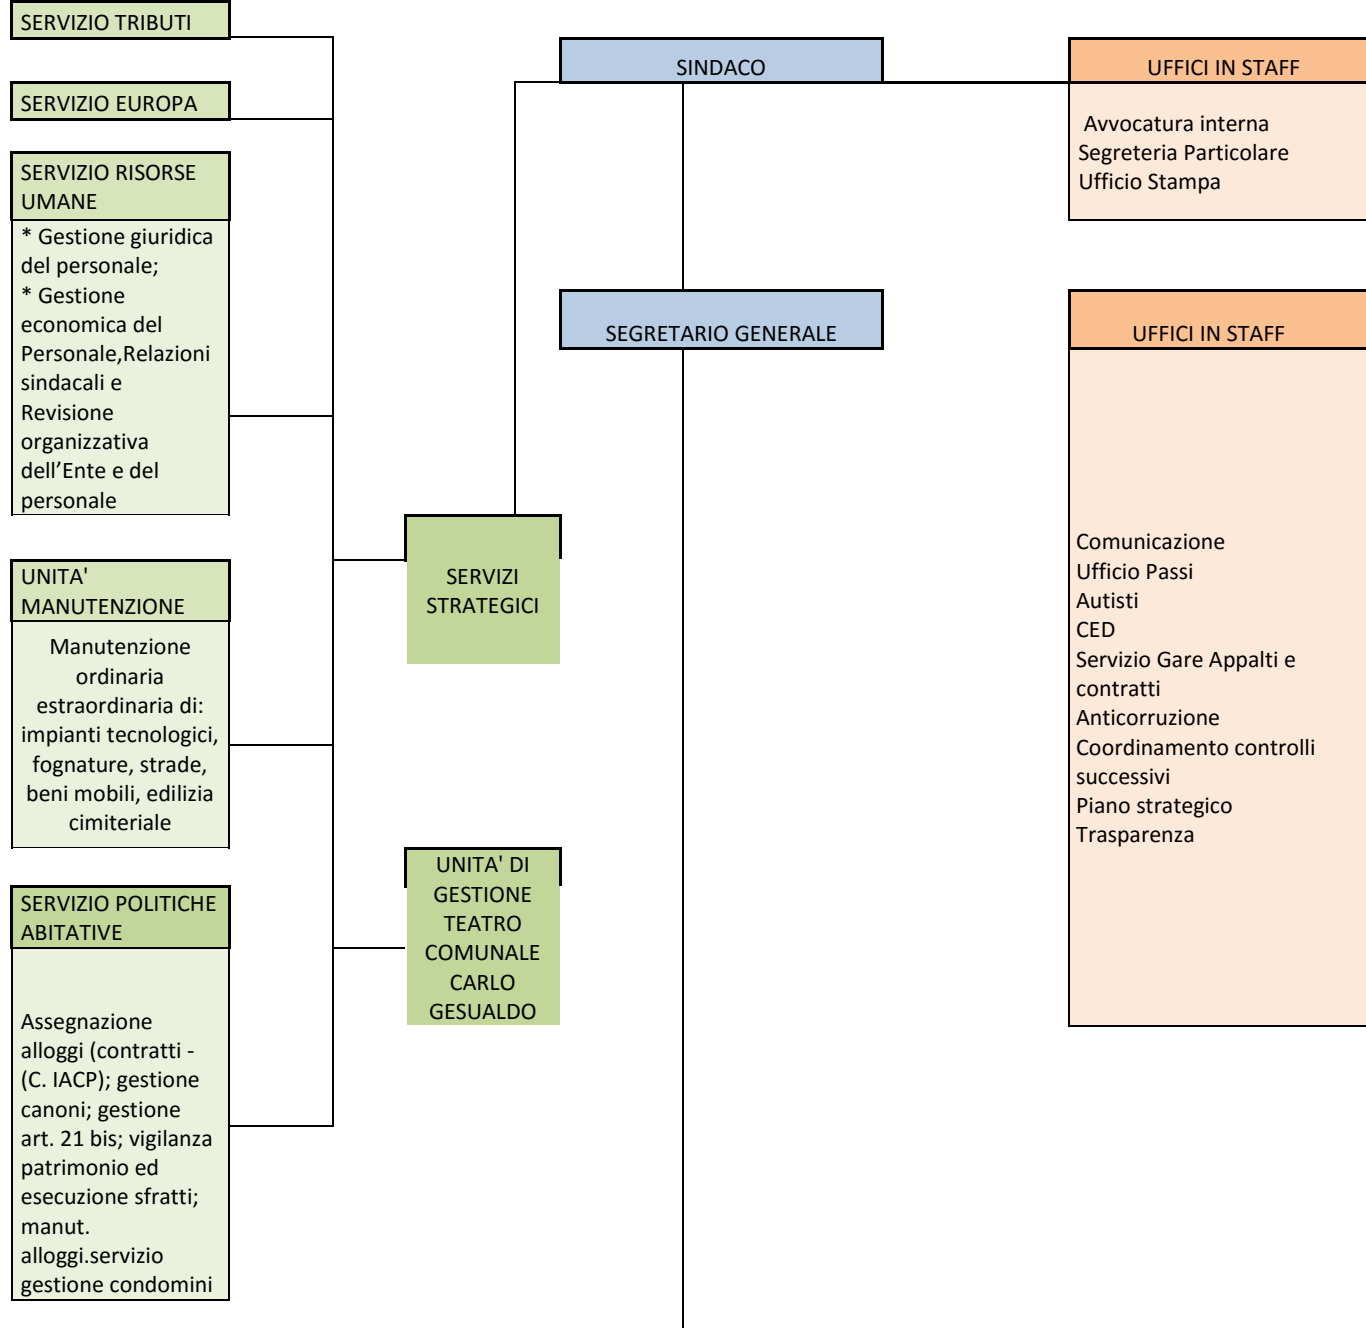 SERVIZIO TRIBUTI
SERVIZIO EUROPA
SERVIZIO RISORSE
UMANE
* Gestione giuridica
del personale;
* Gestione
economica del
Personale,Relazioni
sindacali e
Revisione
organizzativa
dell’Ente e del
personale
UNITA'
MANUTENZIONE
Manutenzione
ordinaria
estraordinaria di:
impianti tecnologici,
fognature, strade,
beni mobili, edilizia
cimiteriale
SERVIZIO POLITICHE
ABITATIVE
Assegnazione
alloggi (contratti -
(C. IACP); gestione
canoni; gestione
art. 21 bis; vigilanza
patrimonio ed
esecuzione sfratti;
manut.
alloggi.servizio
gestione condomini
SERVIZI
STRATEGICI
UNITA' DI
GESTIONE
TEATRO
COMUNALE
CARLO
GESUALDO
SINDACO
SEGRETARIO GENERALE
UFFICI IN STAFF
Avvocatura interna
Segreteria Particolare
Ufficio Stampa
UFFICI IN STAFF
Comunicazione
Ufficio Passi
Autisti
CED
Servizio Gare Appalti e
contratti
Anticorruzione
Coordinamento controlli
successivi
Piano strategico
Trasparenza